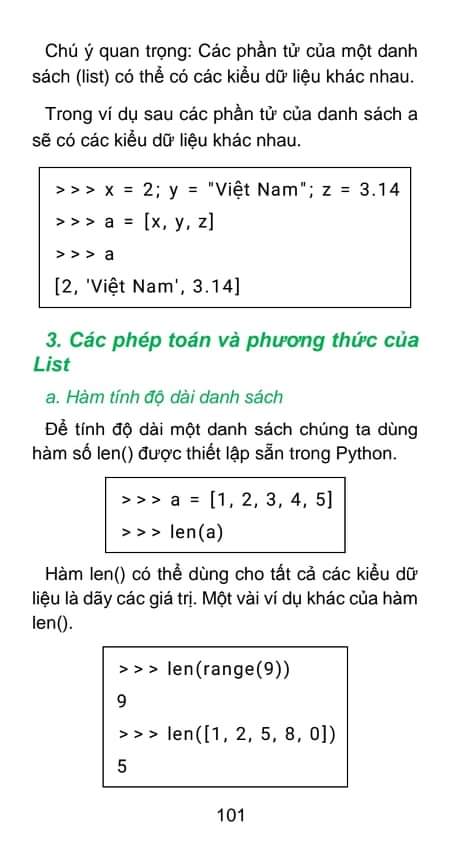 Chú ý quan trọng: Các phần tử của một danh
sách (list) có thể có các kiểu dữ liệu khác nhau.
Trong ví dụ sau các phần tử của danh sách a
sẽ có các kiểu dữ liệu khác nhau.
>>> x = 2; y = "Việt Nam"; z = 3.14
>>> a = [x, y, z]
>>> a
[2, 'Việt Nam', 3.14]
3. Các phép toán và phương thức của
List
a. Hàm tính độ dài danh sách
Để tính độ dài một danh sách chúng ta dùng
hàm số len() được thiết lập sẵn trong Python.
>>> a = [1, 2, 3, 4, 5]
>>> len(a)
Hàm len() có thể dùng cho tất cả các kiểu dữ
liệu là dãy các giá trị. Một vài ví dụ khác của hàm
len().
>>> len(range(9))
9
>>> len([1, 2, 5, 8, 0])
5
101